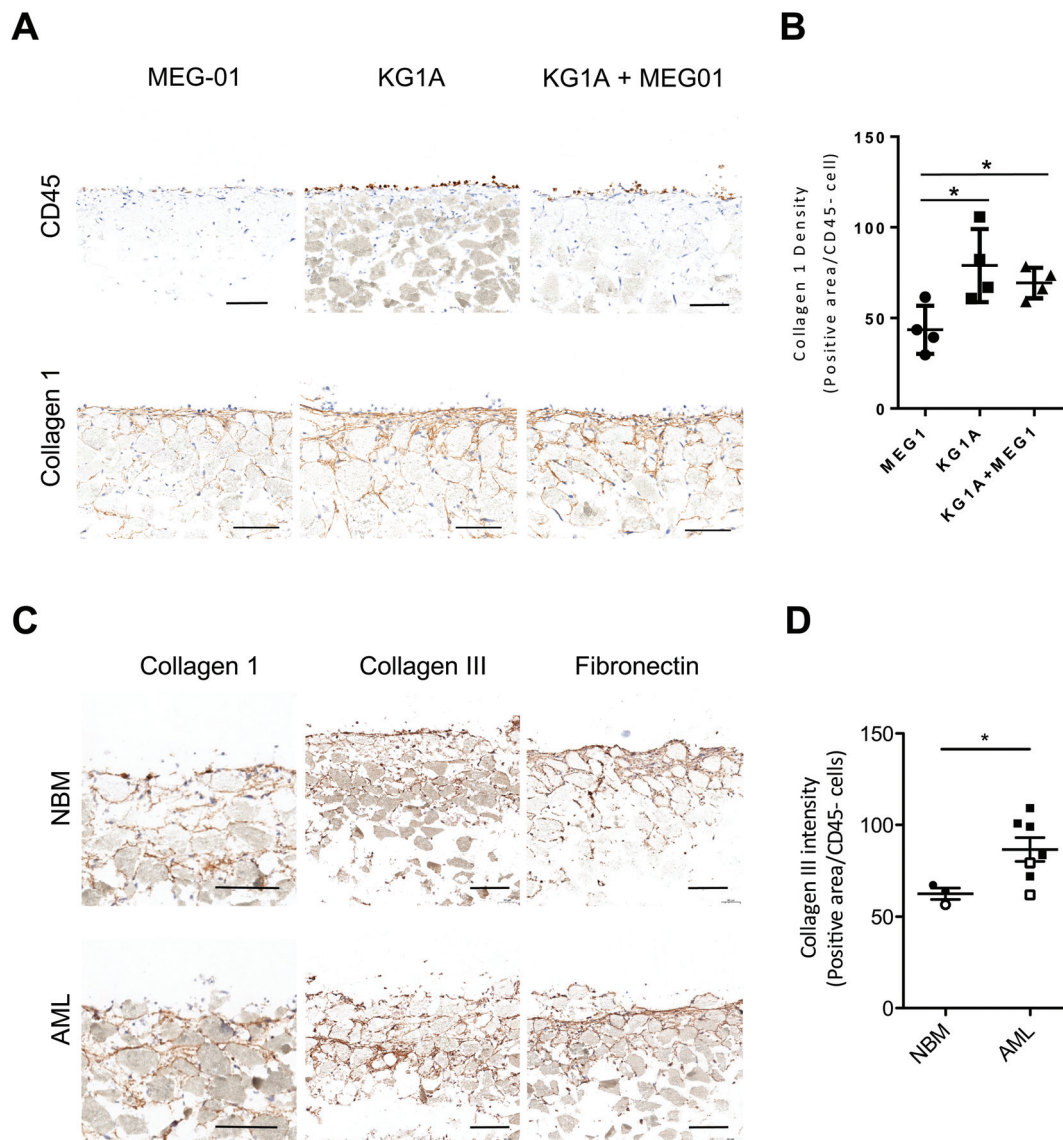 A
MEG-01
KG1A
KG1A + MEG01
CD45
Collagen 1
B
Collagen 1 Density
(Positive area/CD45- cell)
150
100
50
0
*
*
MEG1
KG1A
KG1A+MEG1
C
Collagen 1
Collagen III
Fibronectin
NBM
AML
D
Collagen III intensity
(Positive area/CD45- cells)
150
100
50
0
*
NBM
AML